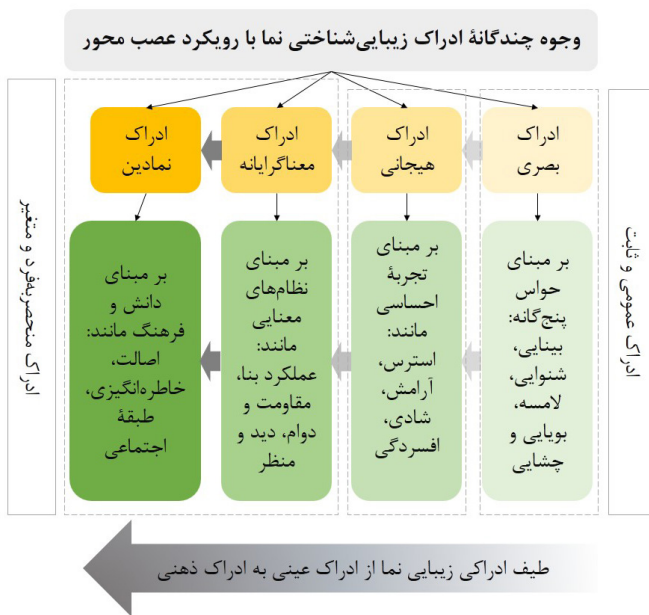 وجوه چندگانهٔ ادراک زیبایی‌شناختی نما با رویکرد عصب محور
ادراک عمومی و ثابت
ادراک
بصری
ادراک
هیجانی
ادراک
معناگرایانه
ادراک
نمادین
بر مبنای
حواس
پنج‌گانه:
بینایی،
شنوایی،
لامسه،
بویایی و
چشایی
بر مبنای
تجربهٔ
احساسی
مانند:
استرس،
آرامش،
شادی،
افسردگی
بر مبنای
نظام‌های
معنایی
مانند:
عملکرد بنا،
مقاومت و
دوام، دید و
منظر
بر مبنای
دانش و
فرهنگ مانند:
اصالت،
خاطره‌انگیزی،
طبقهٔ
اجتماعی
ادراک منحصربه‌فرد و متغیر
طیف ادراکی زیبایی نما از ادراک عینی به ادراک ذهنی